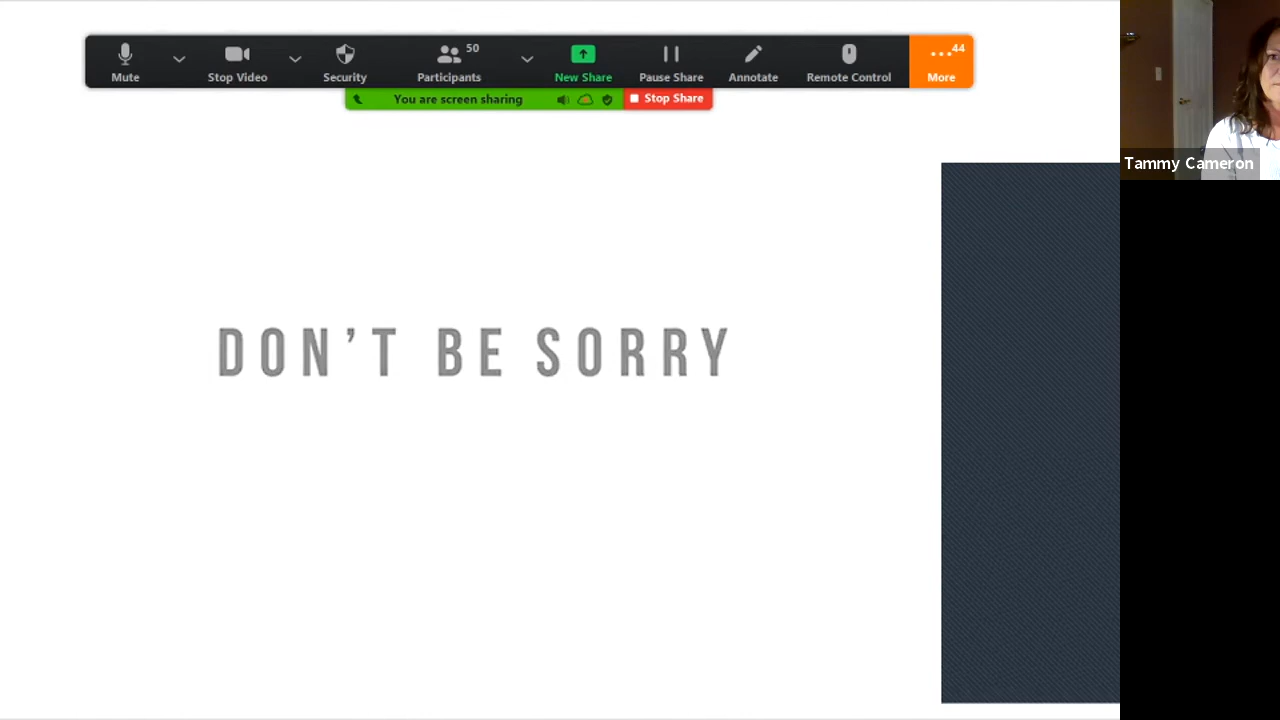 50
44
Mute
Stop Video
Security
Participants
New Share
Pause Share
Annotate
Remote Control
More
You are screen sharing
Stop Share
Tammy Cameron
DON’T BE SORRY